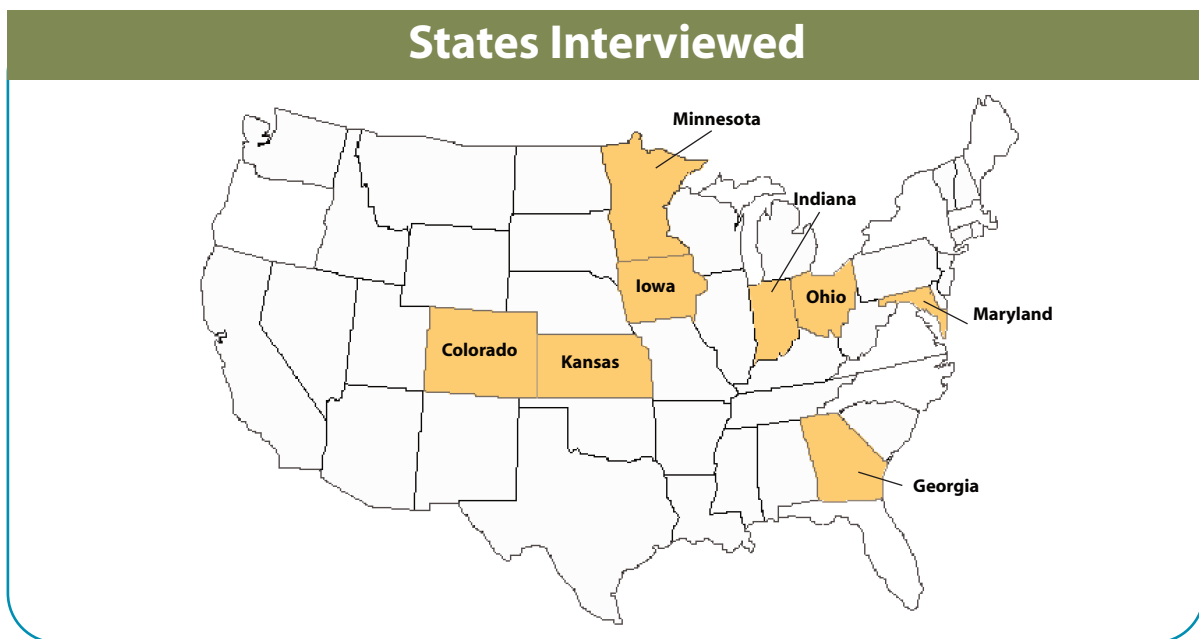 States Interviewed
Minnesota
Indiana
Iowa
Ohio
Maryland
Colorado
Kansas
Georgia